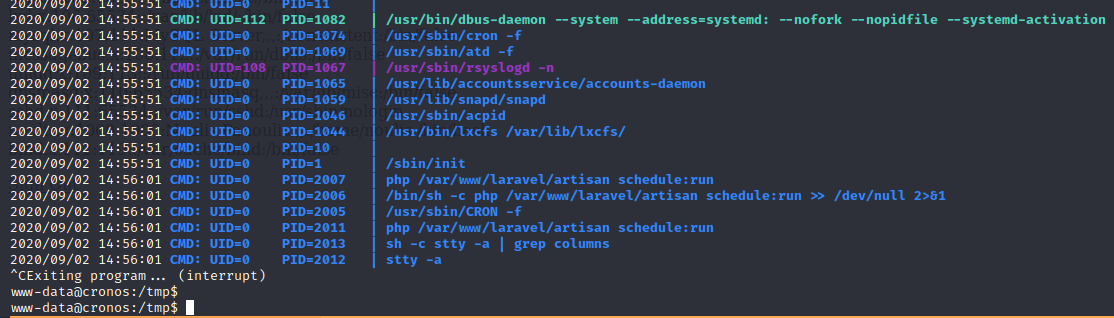 2020/09/02 14:55:51 CMD: UID=0 PID=11 |
2020/09/02 14:55:51 CMD: UID=112 PID=1082 | /usr/bin/dbus-daemon --system --address=systemd: --nofork --nopidfile --systemd-activation
2020/09/02 14:55:51 CMD: UID=0 PID=1074 | /usr/sbin/cron -f
2020/09/02 14:55:51 CMD: UID=0 PID=1069 | /usr/sbin/atd -f
2020/09/02 14:55:51 CMD: UID=108 PID=1067 | /usr/sbin/rsyslogd -n
2020/09/02 14:55:51 CMD: UID=0 PID=1065 | /usr/lib/accountsservice/accounts-daemon
2020/09/02 14:55:51 CMD: UID=0 PID=1059 | /usr/lib/snapd/snapd
2020/09/02 14:55:51 CMD: UID=0 PID=1046 | /usr/sbin/acpid
2020/09/02 14:55:51 CMD: UID=0 PID=1044 | /usr/bin/lxcfs /var/lib/lxcfs/
2020/09/02 14:55:51 CMD: UID=0 PID=10 |
2020/09/02 14:55:51 CMD: UID=0 PID=1 | /sbin/init
2020/09/02 14:56:01 CMD: UID=0 PID=2007 | php /var/www/laravel/artisan schedule:run
2020/09/02 14:56:01 CMD: UID=0 PID=2006 | /bin/sh -c php /var/www/laravel/artisan schedule:run >> /dev/null 2>&1
2020/09/02 14:56:01 CMD: UID=0 PID=2005 | /usr/sbin/CRON -f
2020/09/02 14:56:01 CMD: UID=0 PID=2011 | php /var/www/laravel/artisan schedule:run
2020/09/02 14:56:01 CMD: UID=0 PID=2013 | sh -c stty -a | grep columns
2020/09/02 14:56:01 CMD: UID=0 PID=2012 | stty -a
^CExiting program... (interrupt)
www-data@cronos:/tmp$
www-data@cronos:/tmp$